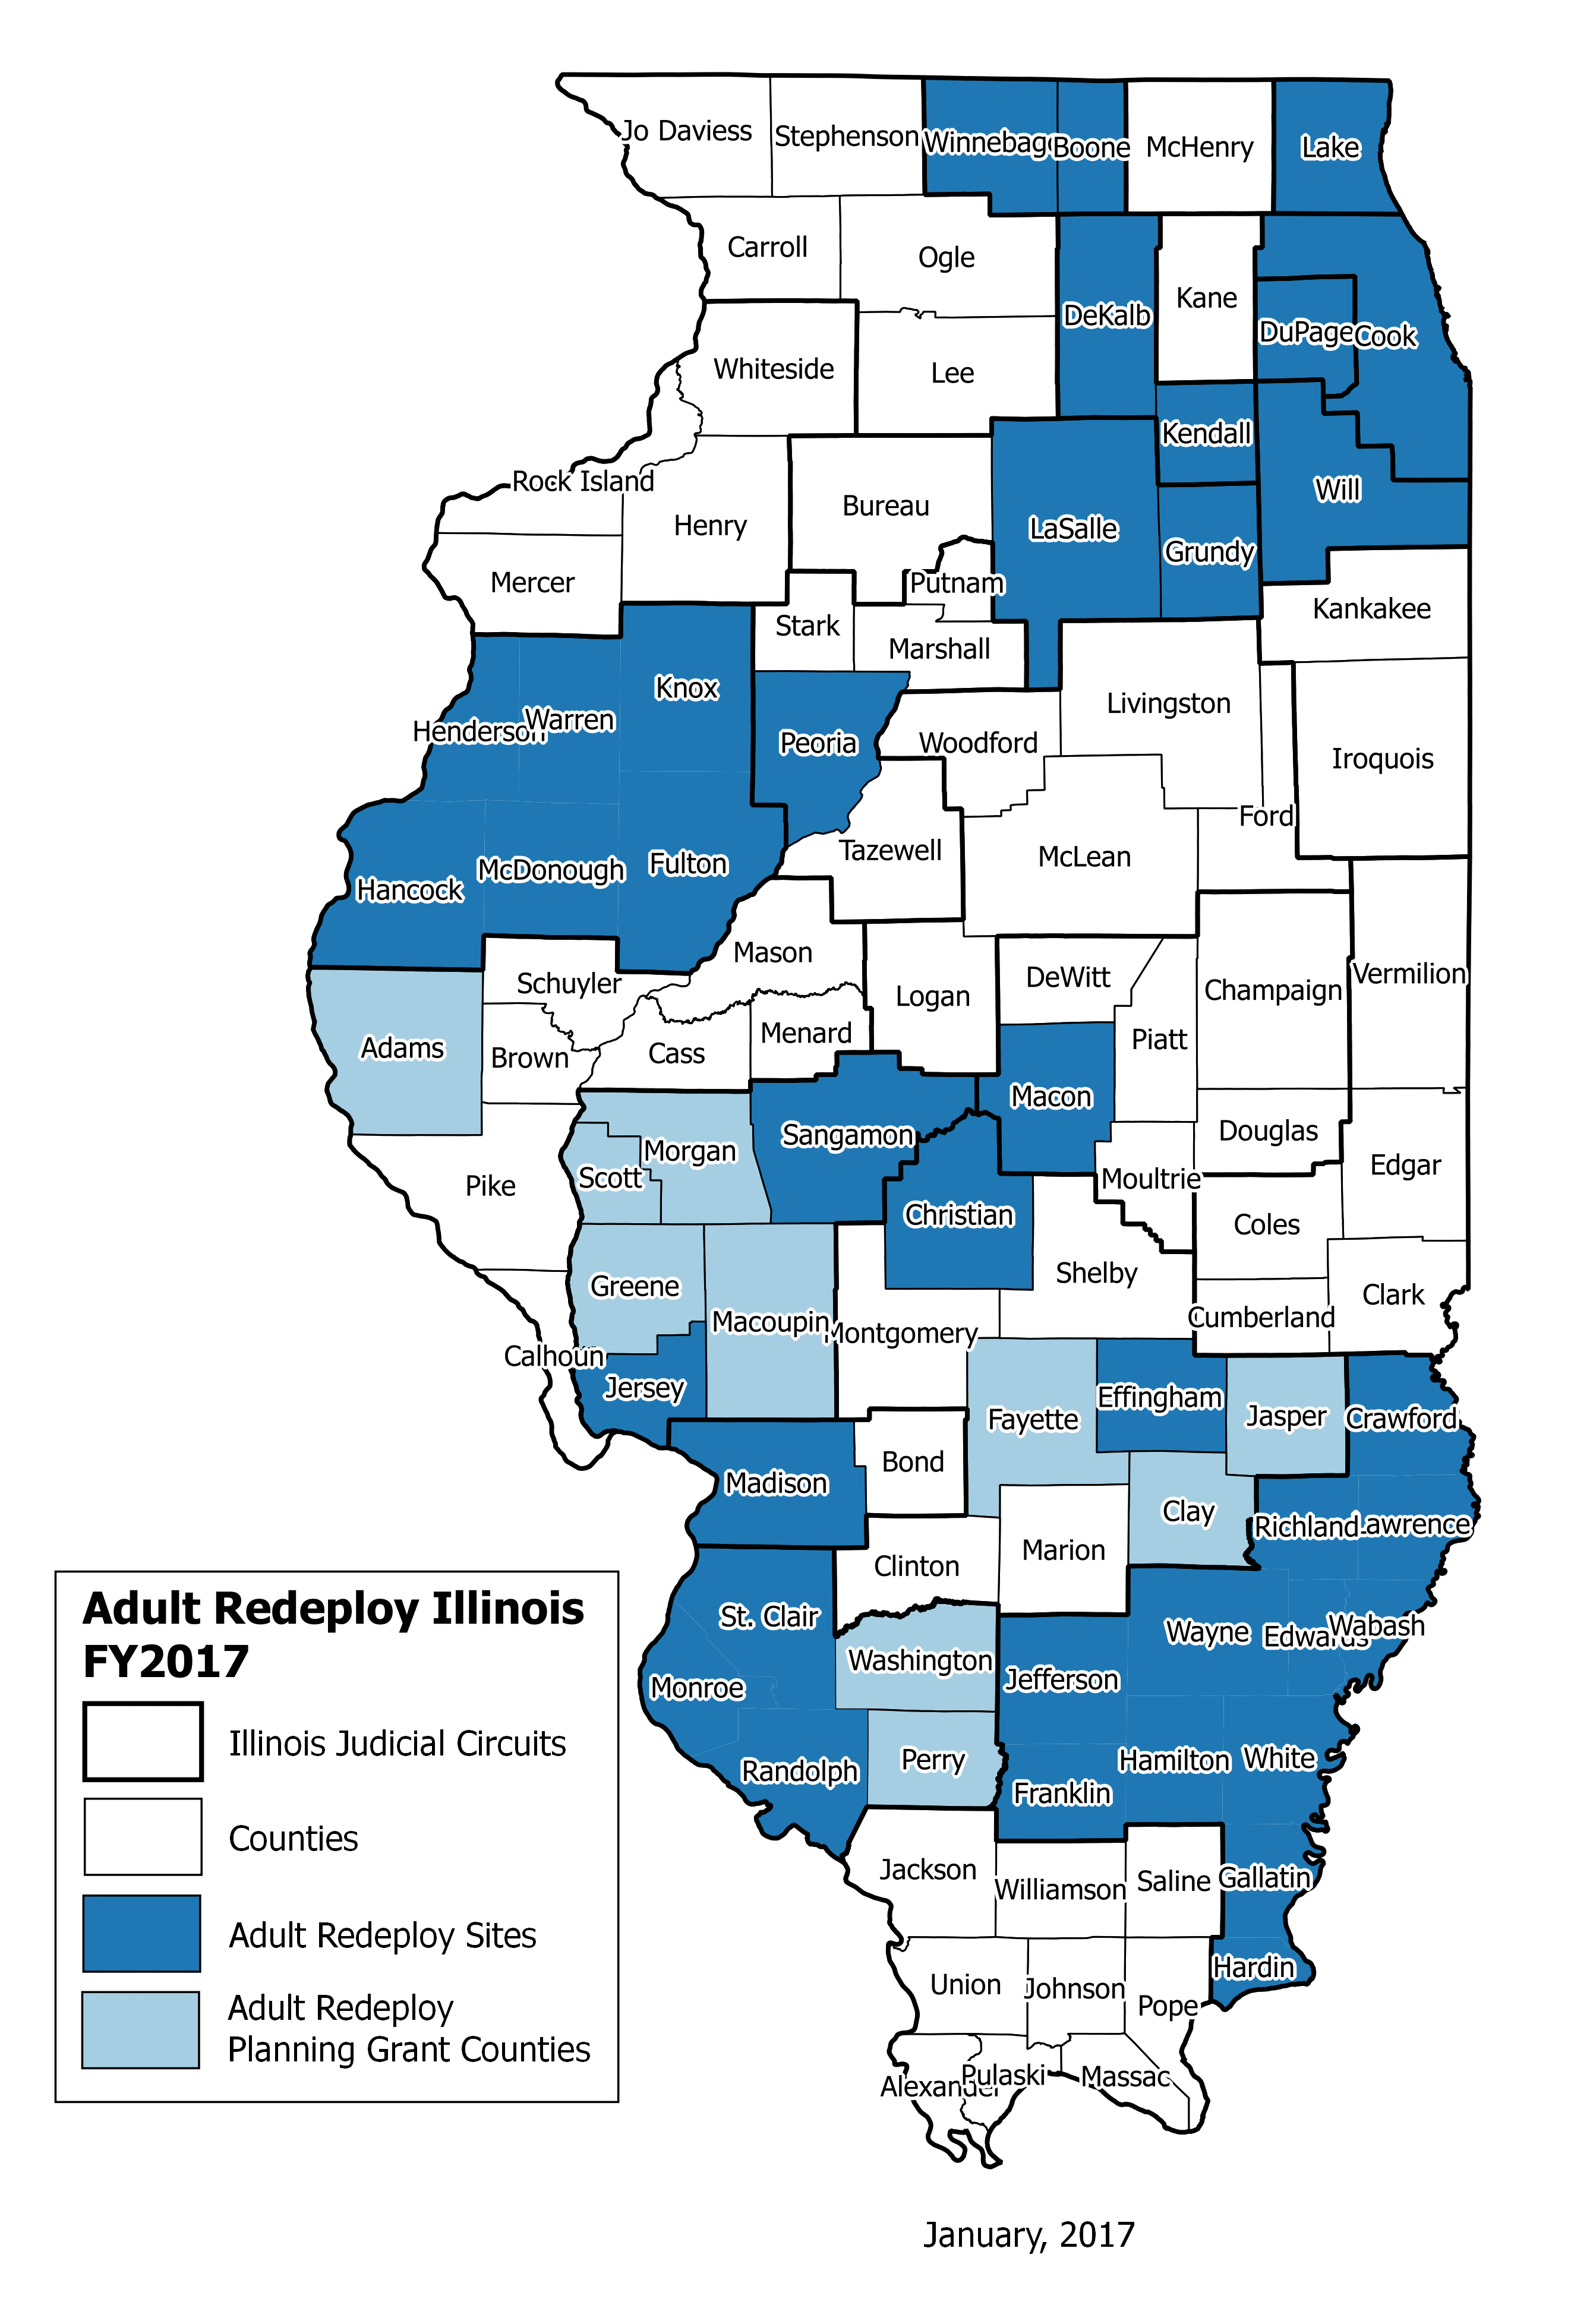 Jo Daviess
Stephenson
Winnebago
Boone
McHenry
Lake
Carroll
Ogle
DeKalb
Kane
DuPage
Cook
Whiteside
Lee
Kendall
Rock Island
Henry
Bureau
LaSalle
Will
Grundy
Mercer
Putnam
Kankakee
Stark
Marshall
Knox
Livingston
Henderson
Warren
Peoria
Woodford
Iroquois
Ford
Tazewell
McLean
Hancock
McDonough
Fulton
Mason
Schuyler
Logan
DeWitt
Champaign
Vermilion
Adams
Brown
Cass
Menard
Piatt
Macon
Sangamon
Morgan
Douglas
Scott
Moultrie
Edgar
Pike
Christian
Coles
Greene
Shelby
Clark
Macoupin
Montgomery
Cumberland
Calhoun
Jersey
Fayette
Effingham
Jasper
Crawford
Madison
Bond
Clay
Richland
Lawrence
Clinton
Marion
St. Clair
Wayne
Edwards
Wabash
Washington
Jefferson
Monroe
Randolph
Perry
Franklin
Hamilton
White
Jackson
Williamson
Saline
Gallatin
Hardin
Union
Johnson
Pope
Alexander
Pulaski
Massac
Adult Redeploy Illinois
FY2017
Illinois Judicial Circuits
Counties
Adult Redeploy Sites
Adult Redeploy
Planning Grant Counties
January, 2017